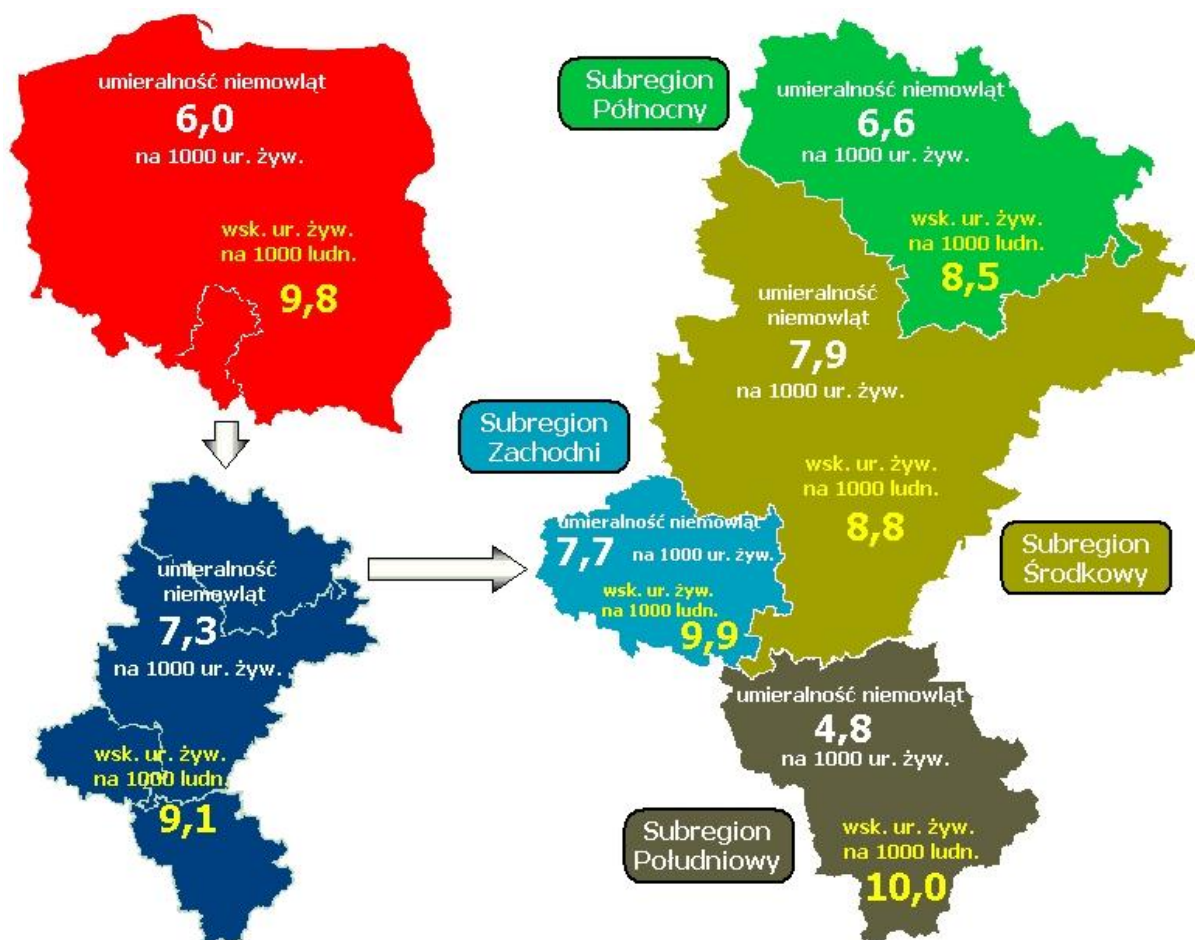 umieralność niemowląt
6,0
na 1000 ur. żyw.
wsk. ur. żyw.
na 1000 ludn.
9,8
umieralność
niemowląt
7,3
na 1000 ur. żyw.
wsk. ur. żyw.
na 1000 ludn.
9,1
Subregion
Północny
umieralność niemowląt
6,6
na 1000 ur. żyw.
wsk. ur. żyw.
na 1000 ludn.
8,5
umieralność
niemowląt
7,9
na 1000 ur. żyw.
wsk. ur. żyw.
na 1000 ludn.
8,8
Subregion
Środkowy
Subregion
Zachodni
umieralność niemowląt
7,7 na 1000 ur. żyw.
wsk. ur. żyw.
na 1000 ludn.
9,9
umieralność niemowląt
4,8
na 1000 ur. żyw.
wsk. ur. żyw.
na 1000 ludn.
10,0
Subregion
Południowy